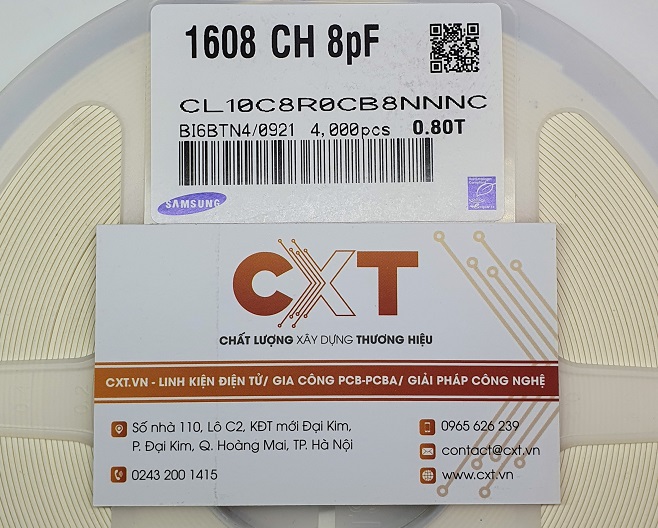 1608 CH 8pF
CL10C8R0CB8NNNC
BI6BTN4/0921 4,000pcs 0.80T
SAMSUNG
CXT
CHẤT LƯỢNG XÂY DỰNG THƯƠNG HIỆU
CXT.VN - LINH KIỆN ĐIỆN TỬ/ GIA CÔNG PCB-PCBA/ GIẢI PHÁP CÔNG NGHỆ
Số nhà 110, Lô C2, KĐT mới Đại Kim,
P. Đại Kim, Q. Hoàng Mai, TP. Hà Nội
0243 200 1415
0965 626 239
contact@cxt.vn
www.cxt.vn